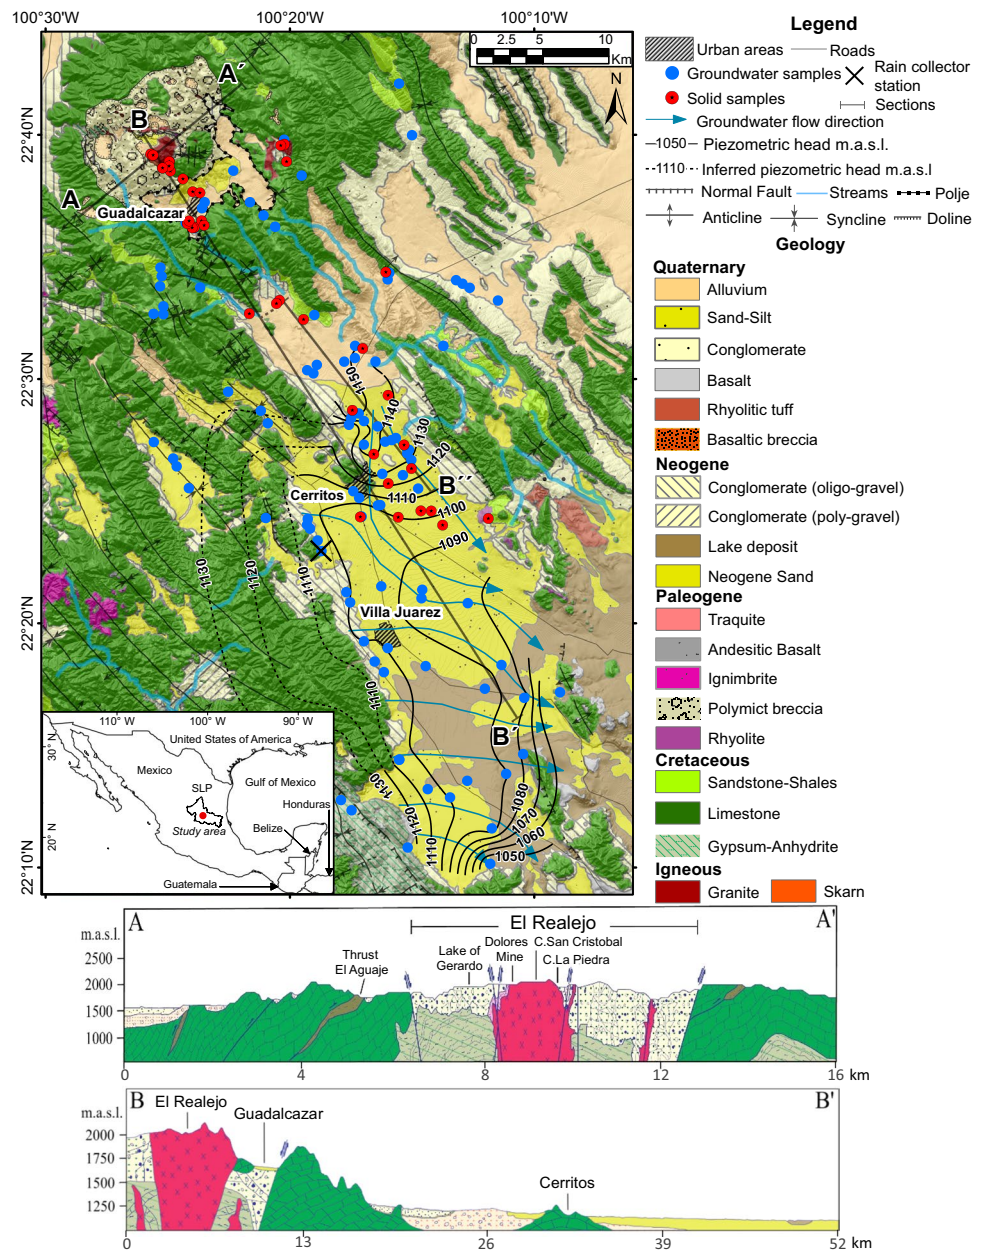 100°30'W
100°20'W
100°10'W
0 2.5 5 10
Km
N
22°40'N
22°30'N
22°20'N
22°10'N
A´
B
A
Guadalcazar
1150
1140
1130
1120
1110
B´´
1100
1090
Cerritos
1130
1120
1110
Villa Juarez
1110
B´
1130
1120
1110
1080
1070
1060
1050
110°W
100°W
90°W
30° N
20° N
United States of America
Mexico
Gulf of Mexico
SLP
Honduras
Study area
Belize
Guatemala
Legend
Urban areas
Roads
Groundwater samples
Rain collector
station
Solid samples
Sections
Groundwater flow direction
1050 Piezometric head m.a.s.l.
1110 Inferred piezometric head m.a.s.l
Normal Fault
Streams
Polje
Anticline
Syncline
Doline
Geology
Quaternary
Alluvium
Sand-Silt
Conglomerate
Basalt
Rhyolitic tuff
Basaltic breccia
Neogene
Conglomerate (oligo-gravel)
Conglomerate (poly-gravel)
Lake deposit
Neogene Sand
Paleogene
Traquite
Andesitic Basalt
Ignimbrite
Polymict breccia
Rhyolite
Cretaceous
Sandstone-Shales
Limestone
Gypsum-Anhydrite
Igneous
Granite
Skarn
A
A'
El Realejo
m.a.s.l.
2500
2000
1500
1000
Thrust
El Aguaje
Lake of
Gerardo
Dolores
Mine
C.San Cristobal
C.La Piedra
0 4 8 12 16 km
B
B'
El Realejo
Guadalcazar
m.a.s.l.
2000
1750
1500
1250
Cerritos
0 13 26 39 52 km